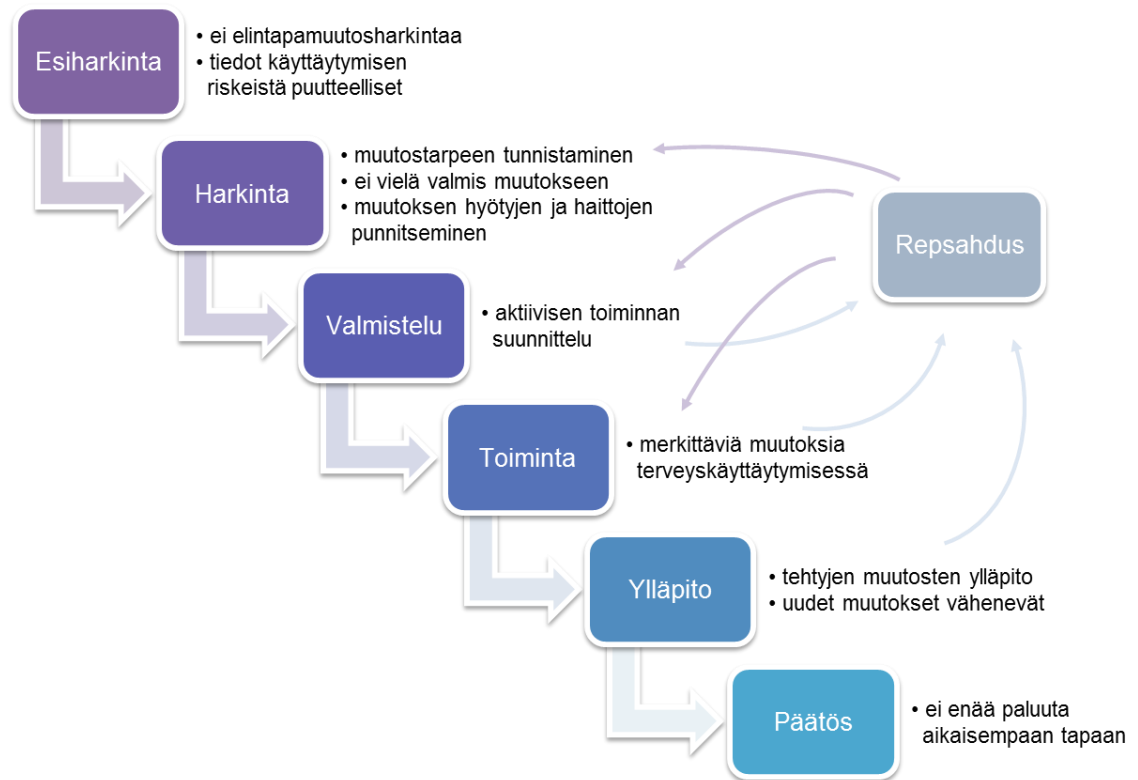 Esiharkinta
• ei elintapamuutosharkintaa
• tiedot käyttäytymisen
riskeistä puutteelliset
Harkinta
• muutostarpeen tunnistaminen
• ei vielä valmis muutokseen
• muutoksen hyötyjen ja haittojen
punnitseminen
Repsahdus
Valmistelu
• aktiivisen toiminnan
suunnittelu
Toiminta
• merkittäviä muutoksia
terveyskäyttäytymisessä
Ylläpito
• tehtyjen muutosten ylläpito
• uudet muutokset vähenevät
Päätös
• ei enää paluuta
aikaisempaan tapaan